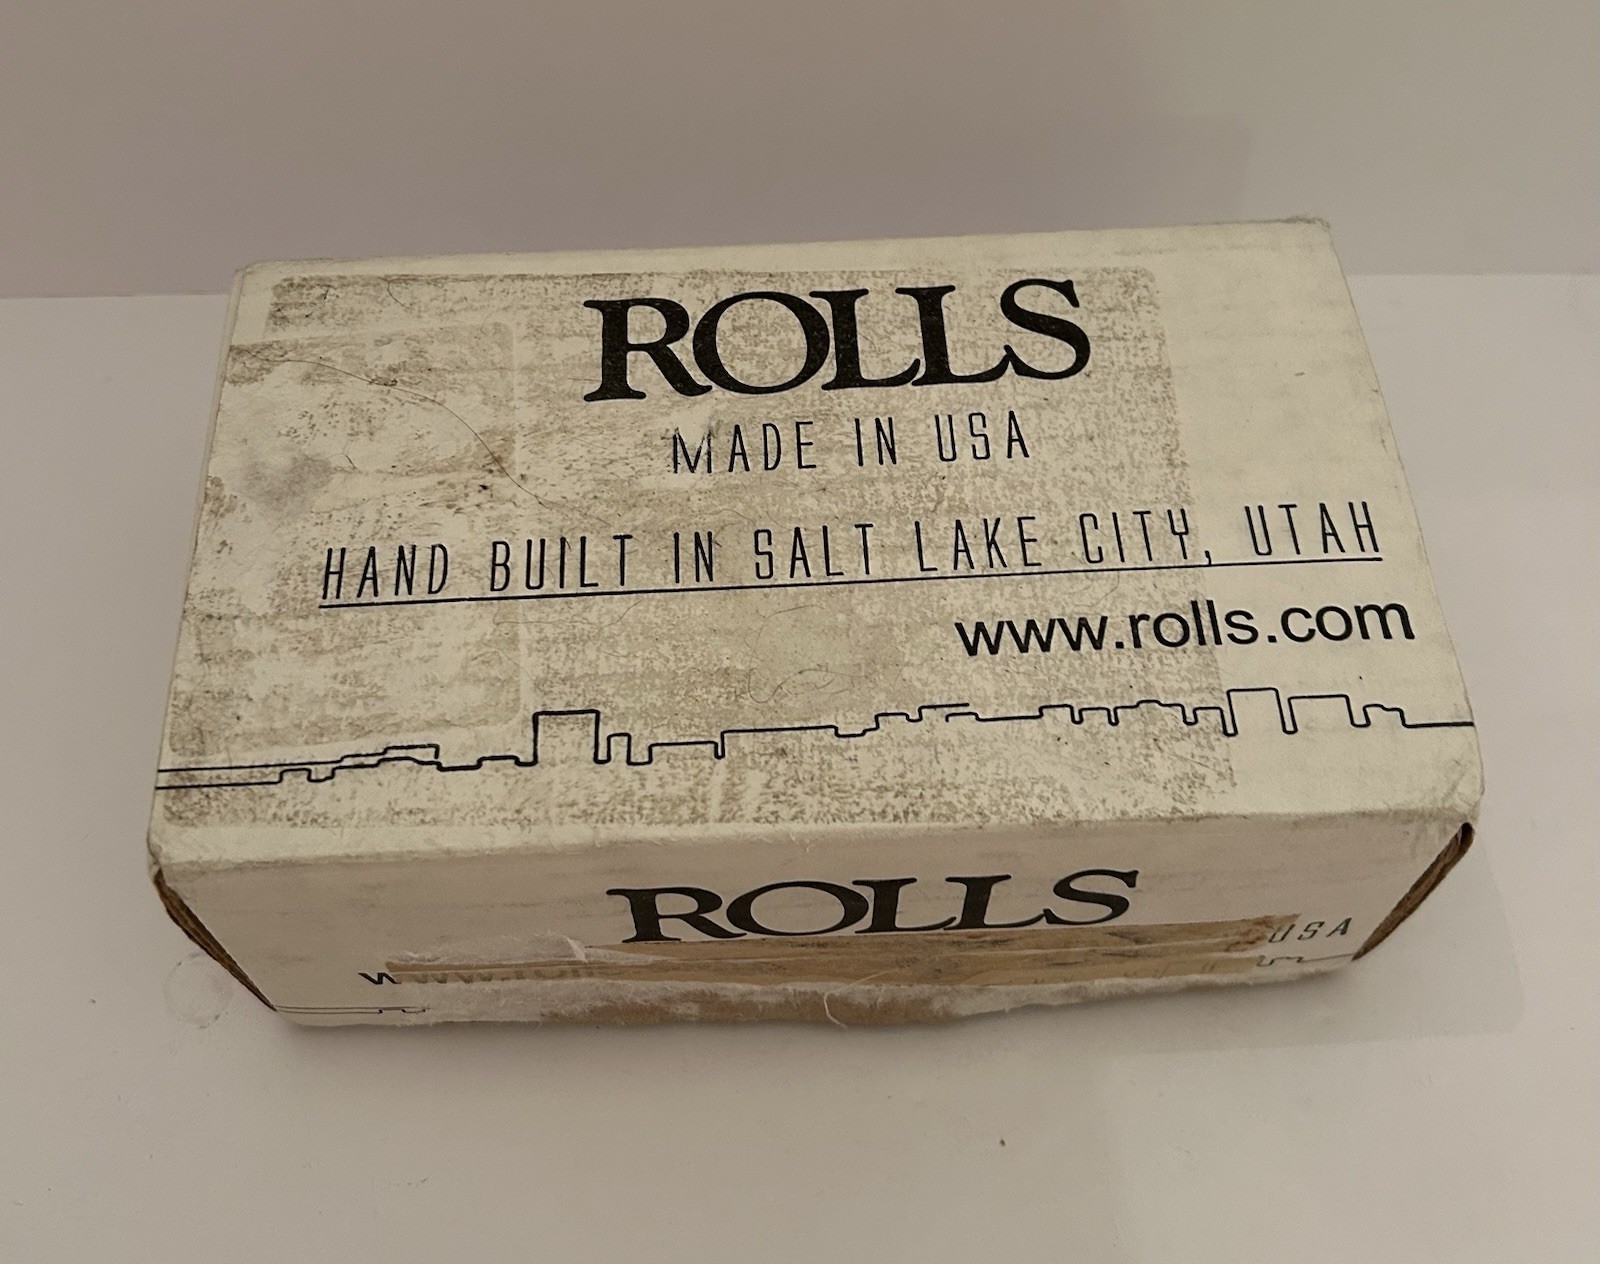 ROLLS
MADE IN USA
HAND BUILT IN SALT LAKE CITY, UTAH
www.rolls.com
ROLLS
USA